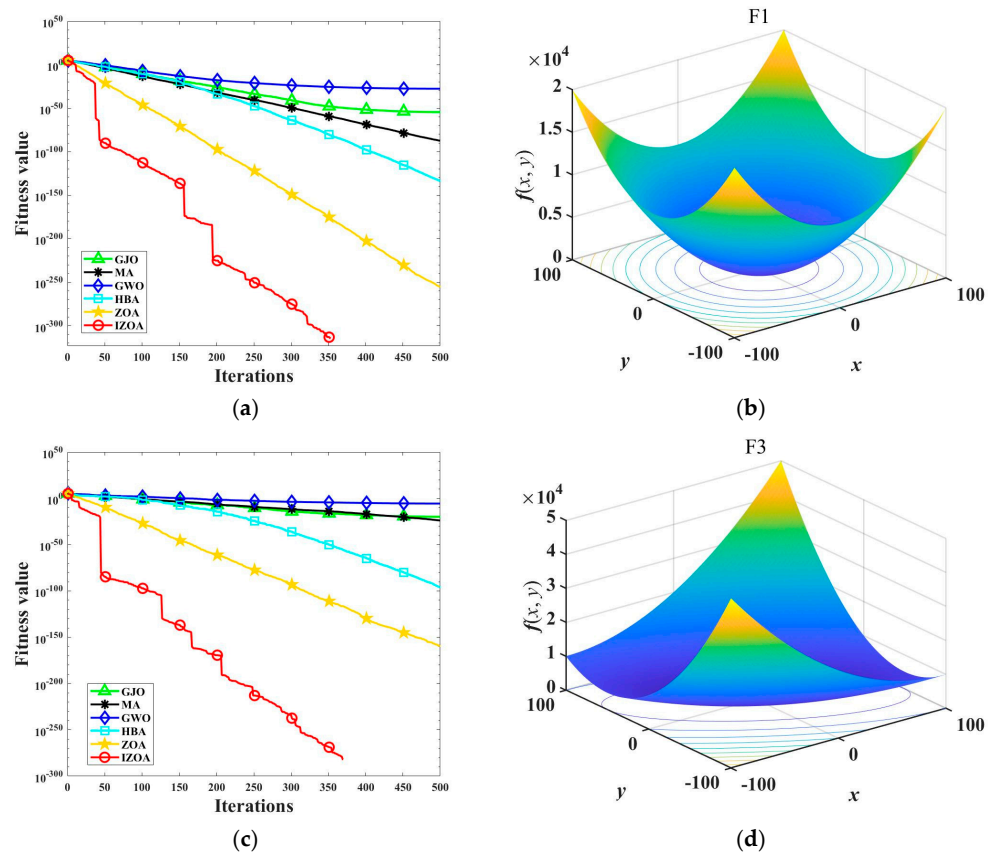 10^50
10^0
10^-50
10^-100
10^-150
10^-200
10^-250
10^-300
Fitness value
GJO
MA
GWO
HBA
ZOA
IZOA
0 50 100 150 200 250 300 350 400 450 500
Iterations
(a)
F1
×10^4
2
1.5
1
0.5
0
f(x, y)
100
0
-100
y
-100
0
100
x
(b)
10^50
10^0
10^-50
10^-100
10^-150
10^-200
10^-250
10^-300
Fitness value
GJO
MA
GWO
HBA
ZOA
IZOA
0 50 100 150 200 250 300 350 400 450 500
Iterations
(c)
F3
×10^4
5
4
3
2
1
0
f(x, y)
100
0
-100
y
-100
0
100
x
(d)